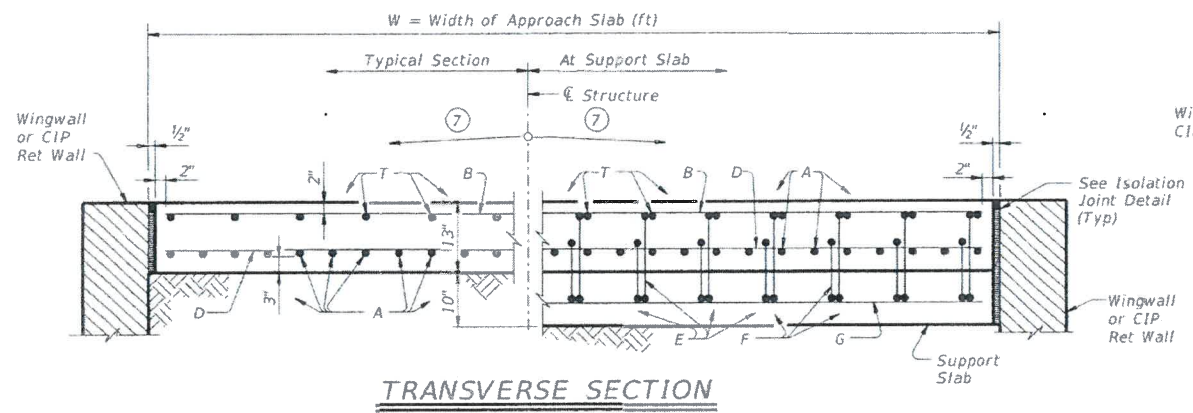 W = Width of Approach Slab (ft)
Typical Section
At Support Slab
℄ Structure
7
7
Wingwall
or CIP
Ret Wall
½"
½"
Wi
CI
2"
T
2"
B
T
B
D
A
2"
See Isolation
Joint Detail
(Typ)
13"
3"
D
A
10"
E
F
G
Wingwall
or CIP
Ret Wall
Support
Slab
TRANSVERSE SECTION